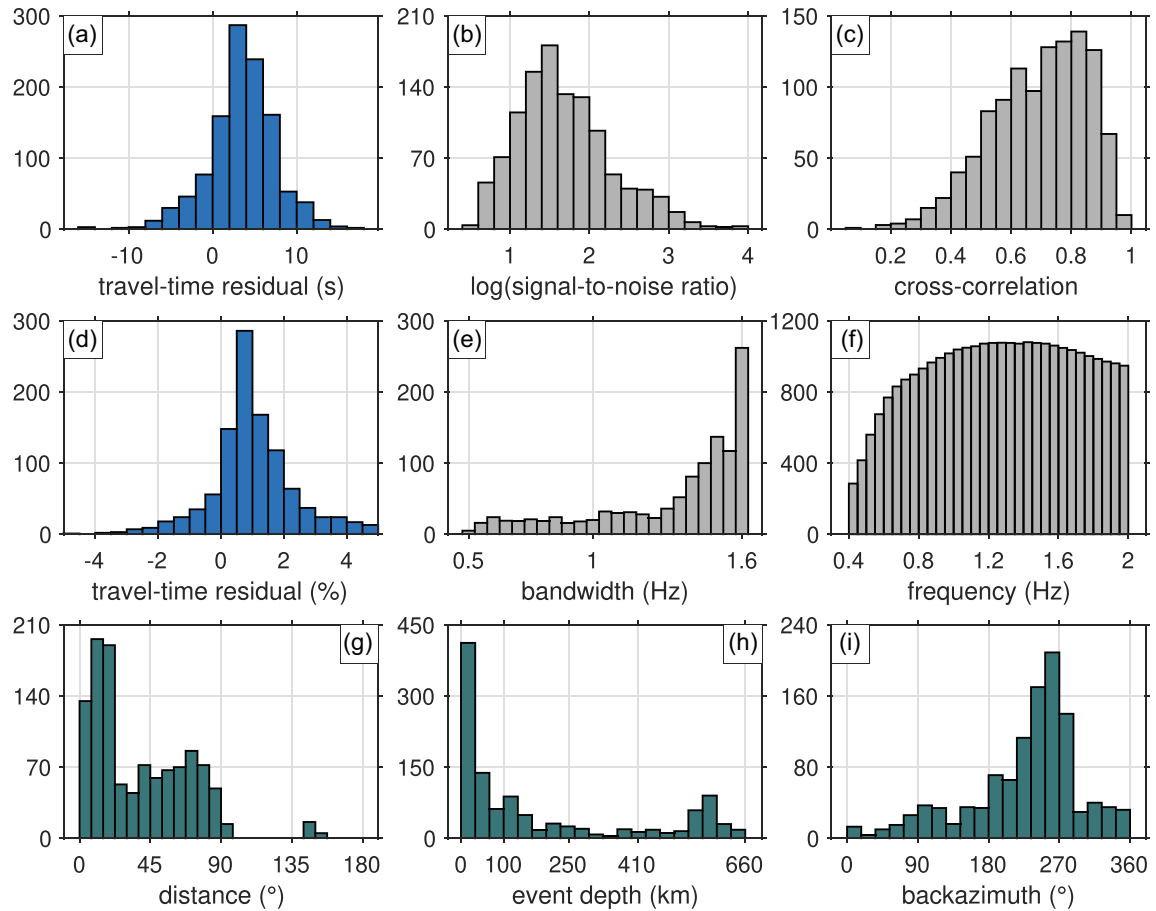 300 200 100 0
(a)
-10 0 10
travel-time residual (s)
210 140 70 0
(b)
1 2 3 4
log(signal-to-noise ratio)
150 100 50 0
(c)
0.2 0.4 0.6 0.8 1
cross-correlation
300 200 100 0
(d)
-4 -2 0 2 4
travel-time residual (%)
300 200 100 0
(e)
0.5 1 1.6
bandwidth (Hz)
1200 800 400 0
(f)
0.4 0.8 1.2 1.6 2
frequency (Hz)
210 140 70 0
(g)
0 45 90 135 180
distance (°)
450 300 150 0
(h)
0 100 250 410 660
event depth (km)
240 160 80 0
(i)
0 90 180 270 360
backazimuth (°)